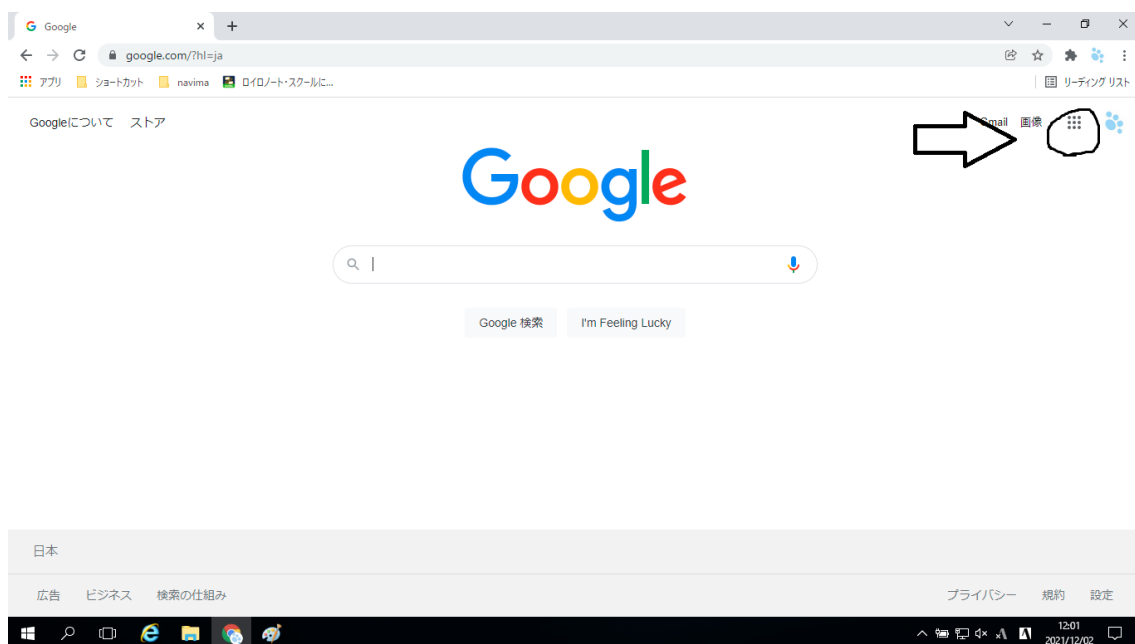 Google
google.com/?hl=ja
アプリ ショートカット navima ロイロノート・スクールに... リーディング リスト
Googleについて ストア Gmail 画像
Google
Google 検索 I'm Feeling Lucky
日本
広告 ビジネス 検索の仕組み プライバシー 規約 設定
12:01
2021/12/02